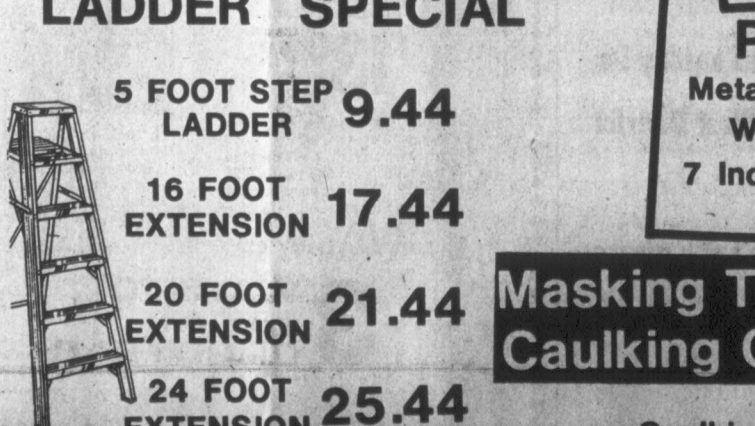 LADDER SPECIAL
5 FOOT STEP
LADDER 9.44
16 FOOT
EXTENSION 17.44
20 FOOT
EXTENSION 21.44
24 FOOT
EXTENSION 25.44
P
Meta
W
7 Inc
Masking T
Caulking